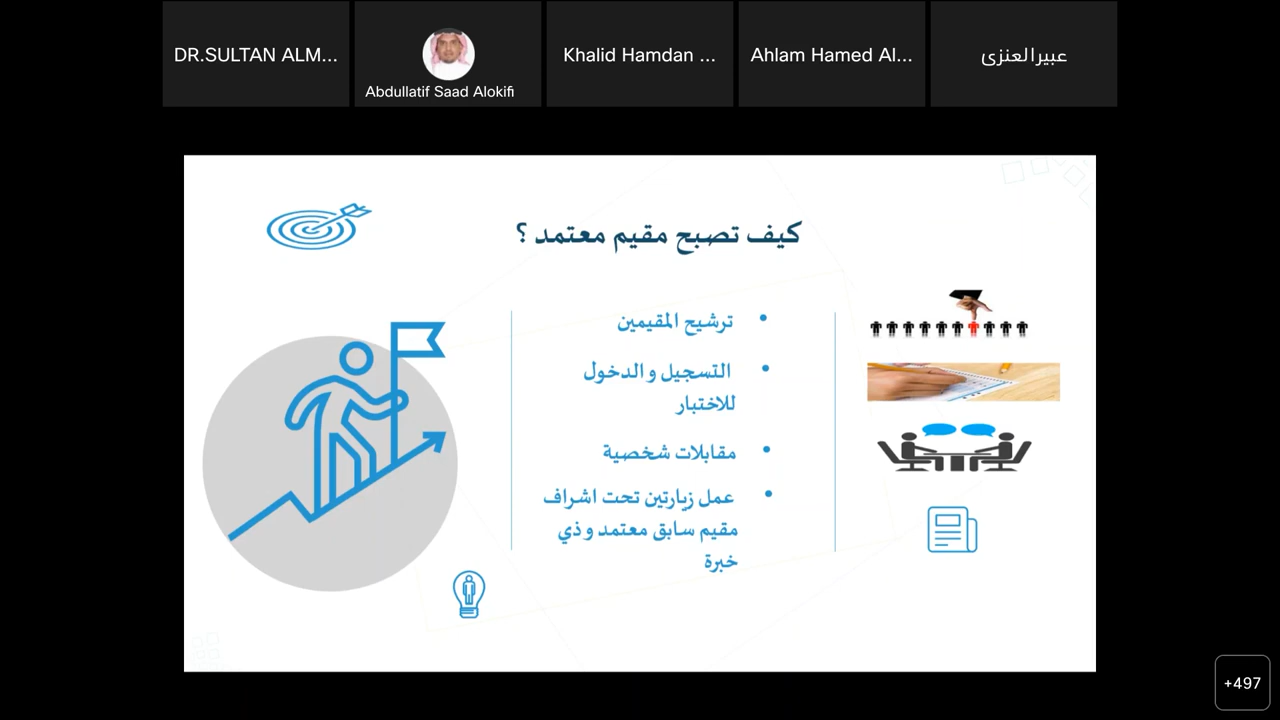 DR.SULTAN ALM...
Abdullatif Saad Alokifi
Khalid Hamdan ...
Ahlam Hamed Al...
عبيرالعنزى
كيف تصبح مقيم معتمد ؟
• ترشيح المقيمين
• التسجيل والدخول
للاختبار
• مقابلات شخصية
• عمل زيارتين تحت اشراف
مقيم سابق معتمد وذي
خبرة
+497